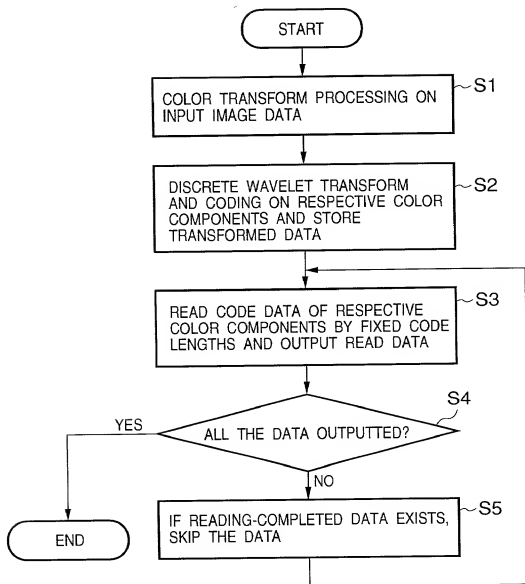 START
S1
COLOR TRANSFORM PROCESSING ON
INPUT IMAGE DATA
S2
DISCRETE WAVELET TRANSFORM
AND CODING ON RESPECTIVE COLOR
COMPONENTS AND STORE
TRANSFORMED DATA
S3
READ CODE DATA OF RESPECTIVE
COLOR COMPONENTS BY FIXED CODE
LENGTHS AND OUTPUT READ DATA
S4
YES
ALL THE DATA OUTPUTTED?
NO
S5
END
IF READING-COMPLETED DATA EXISTS,
SKIP THE DATA